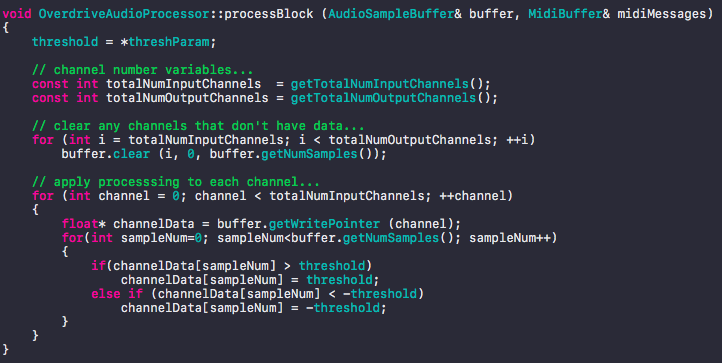 void OverdriveAudioProcessor::processBlock (AudioSampleBuffer& buffer, MidiBuffer& midiMessages)
{
    threshold = *threshParam;

    // channel number variables...
    const int totalNumInputChannels  = getTotalNumInputChannels();
    const int totalNumOutputChannels = getTotalNumOutputChannels();

    // clear any channels that don't have data...
    for (int i = totalNumInputChannels; i < totalNumOutputChannels; ++i)
        buffer.clear (i, 0, buffer.getNumSamples());

    // apply processsing to each channel...
    for (int channel = 0; channel < totalNumInputChannels; ++channel)
    {
        float* channelData = buffer.getWritePointer (channel);
        for(int sampleNum=0; sampleNum<buffer.getNumSamples(); sampleNum++)
        {
            if(channelData[sampleNum] > threshold)
                channelData[sampleNum] = threshold;
            else if (channelData[sampleNum] < -threshold)
                channelData[sampleNum] = -threshold;
        }
    }
}